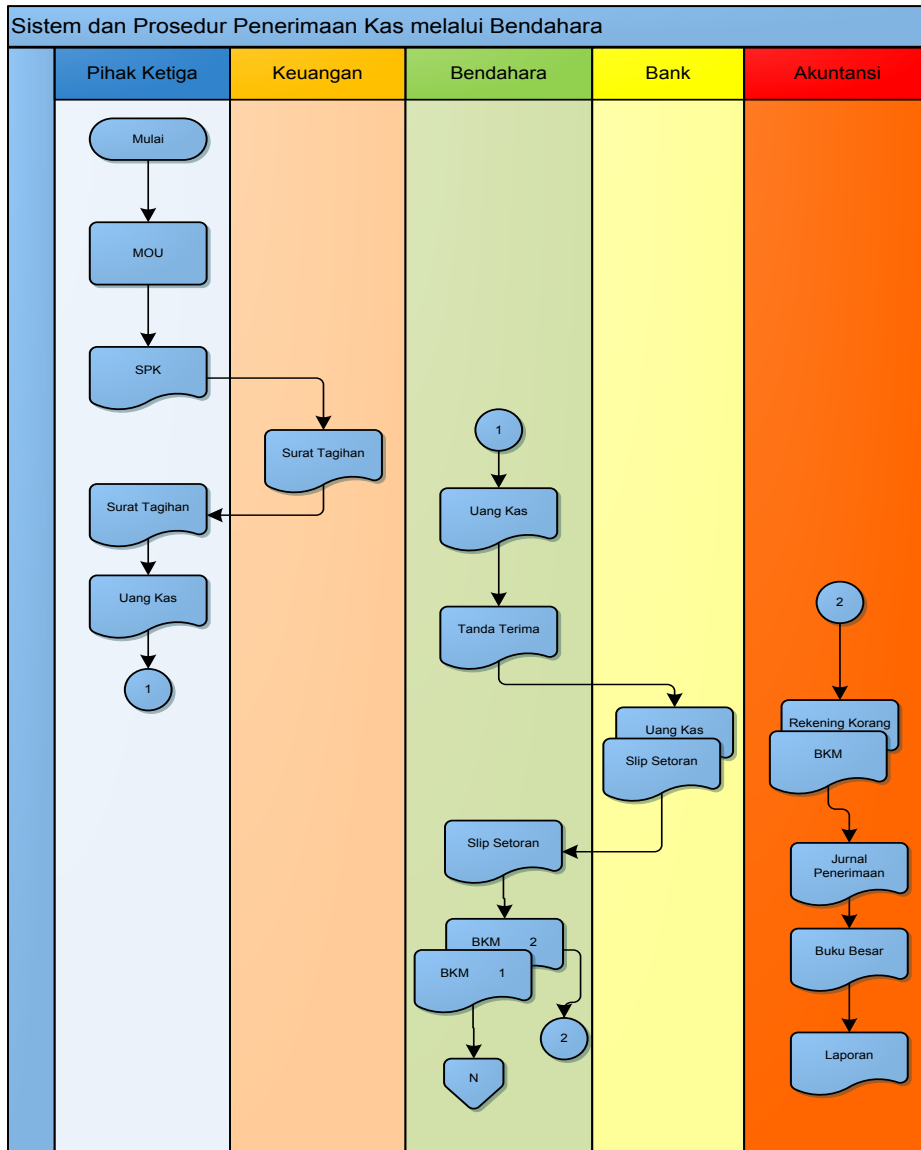 Sistem dan Prosedur Penerimaan Kas melalui Bendahara
Pihak Ketiga
Keuangan
Bendahara
Bank
Akuntansi
Mulai
MOU
SPK
Surat Tagihan
Surat Tagihan
Uang Kas
1
1
Uang Kas
Tanda Terima
Uang Kas
Slip Setoran
Slip Setoran
BKM 2
BKM 1
2
N
2
Rekening Korang
BKM
Jurnal
Penerimaan
Buku Besar
Laporan